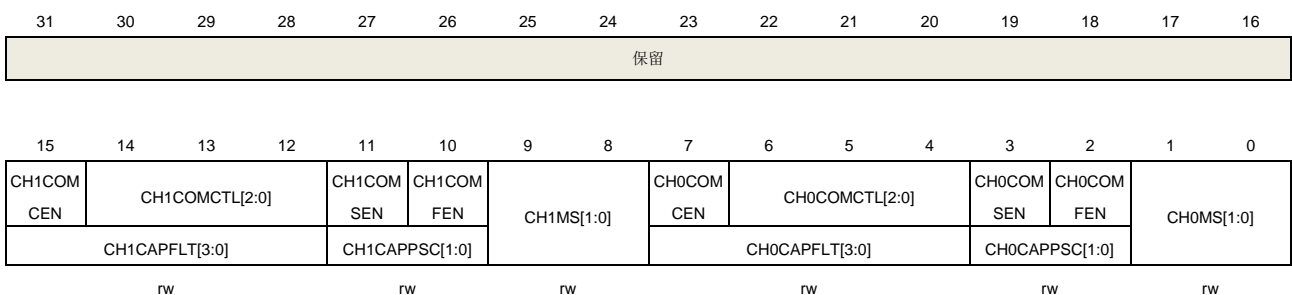 31 30 29 28 27 26 25 24 23 22 21 20 19 18 17 16
保留
15 14 13 12 11 10 9 8 7 6 5 4 3 2 1 0
CH1COM CEN CH1COMCTL[2:0] CH1COM SEN CH1COM FEN CH1MS[1:0] CH0COM CEN CH0COMCTL[2:0] CH0COM SEN CH0COM FEN CH0MS[1:0]
CH1CAPFLT[3:0] CH1CAPPSC[1:0] CH0CAPFLT[3:0] CH0CAPPSC[1:0]
rw rw rw rw rw rw